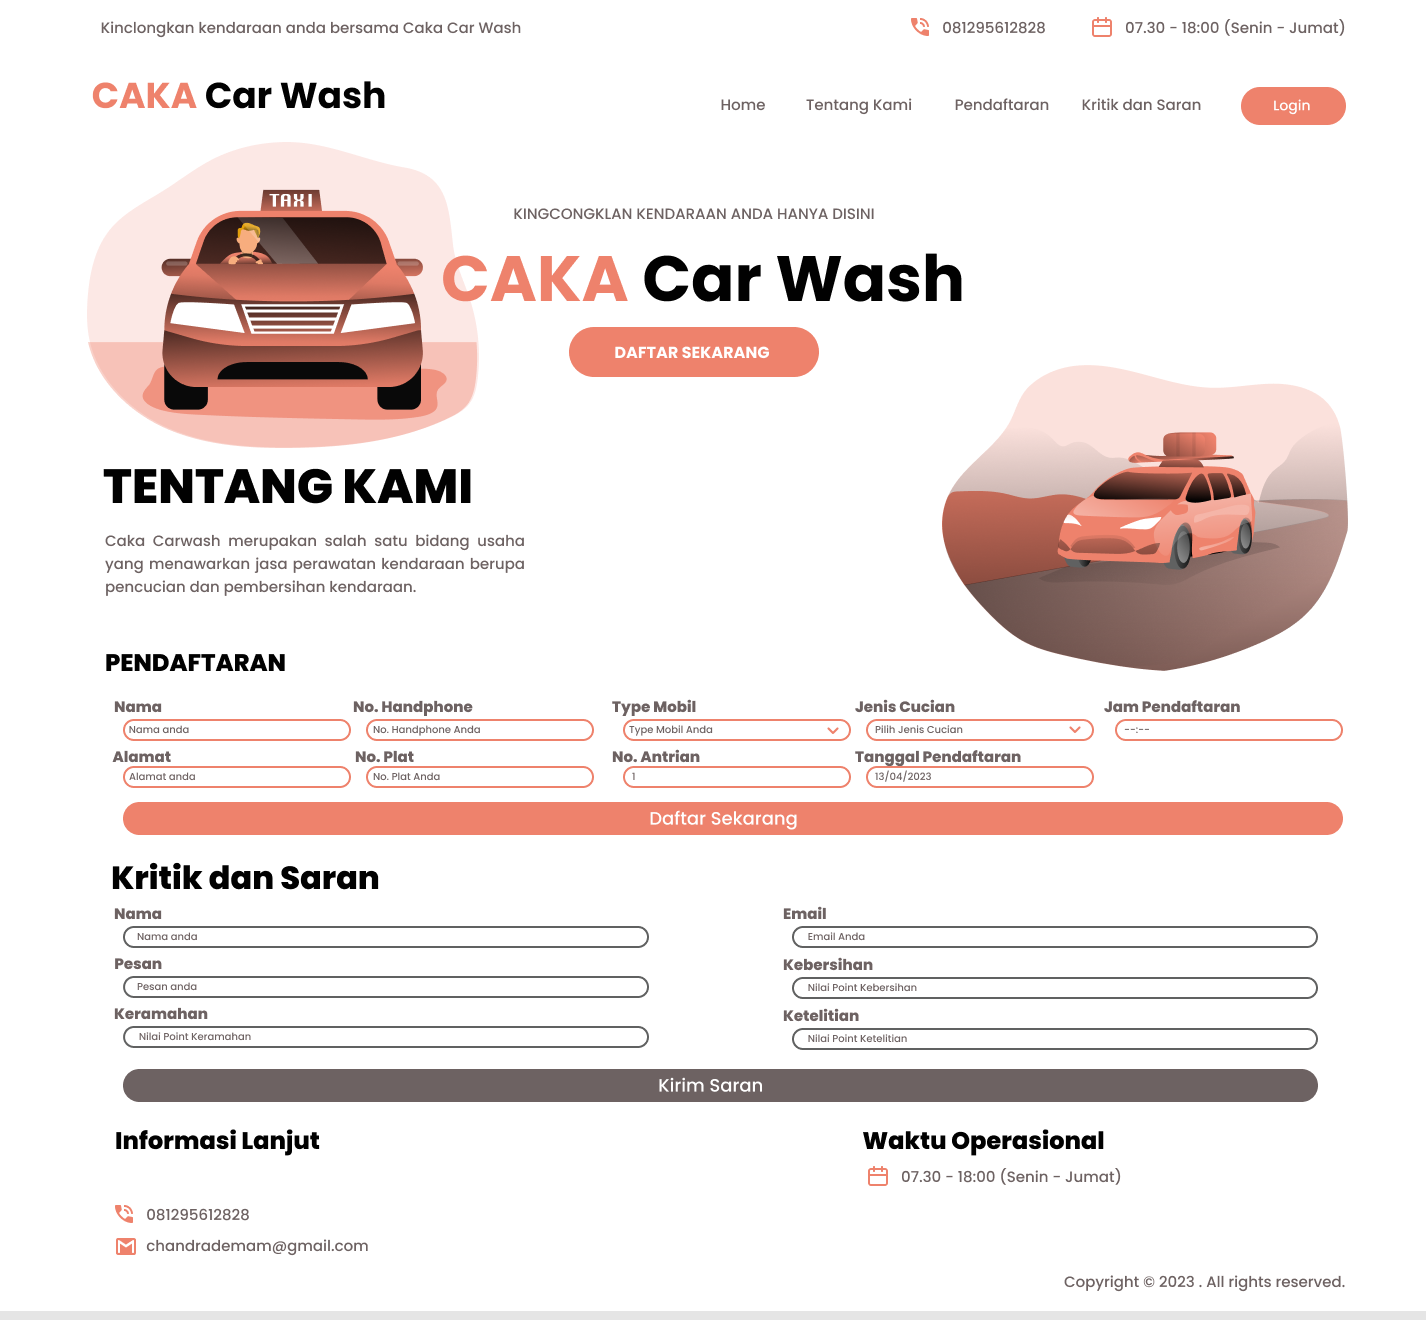 Kinclongkan kendaraan anda bersama Caka Car Wash
081295612828
07.30 - 18:00 (Senin - Jumat)
CAKA Car Wash
Home
Tentang Kami
Pendaftaran
Kritik dan Saran
Login
TAXI
KINGCONGKLAN KENDARAAN ANDA HANYA DISINI
CAKA Car Wash
DAFTAR SEKARANG
TENTANG KAMI
Caka Carwash merupakan salah satu bidang usaha
yang menawarkan jasa perawatan kendaraan berupa
pencucian dan pembersihan kendaraan.
PENDAFTARAN
Nama
No. Handphone
Type Mobil
Jenis Cucian
Jam Pendaftaran
Nama anda
No. Handphone Anda
Type Mobil Anda
Pilih Jenis Cucian
--:--
Alamat
No. Plat
No. Antrian
Tanggal Pendaftaran
Alamat anda
No. Plat Anda
1
13/04/2023
Daftar Sekarang
Kritik dan Saran
Nama
Email
Nama anda
Email Anda
Pesan
Kebersihan
Pesan anda
Nilai Point Kebersihan
Keramahan
Ketelitian
Nilai Point Keramahan
Nilai Point Ketelitian
Kirim Saran
Informasi Lanjut
Waktu Operasional
07.30 - 18:00 (Senin - Jumat)
081295612828
chandrademam@gmail.com
Copyright © 2023 . All rights reserved.